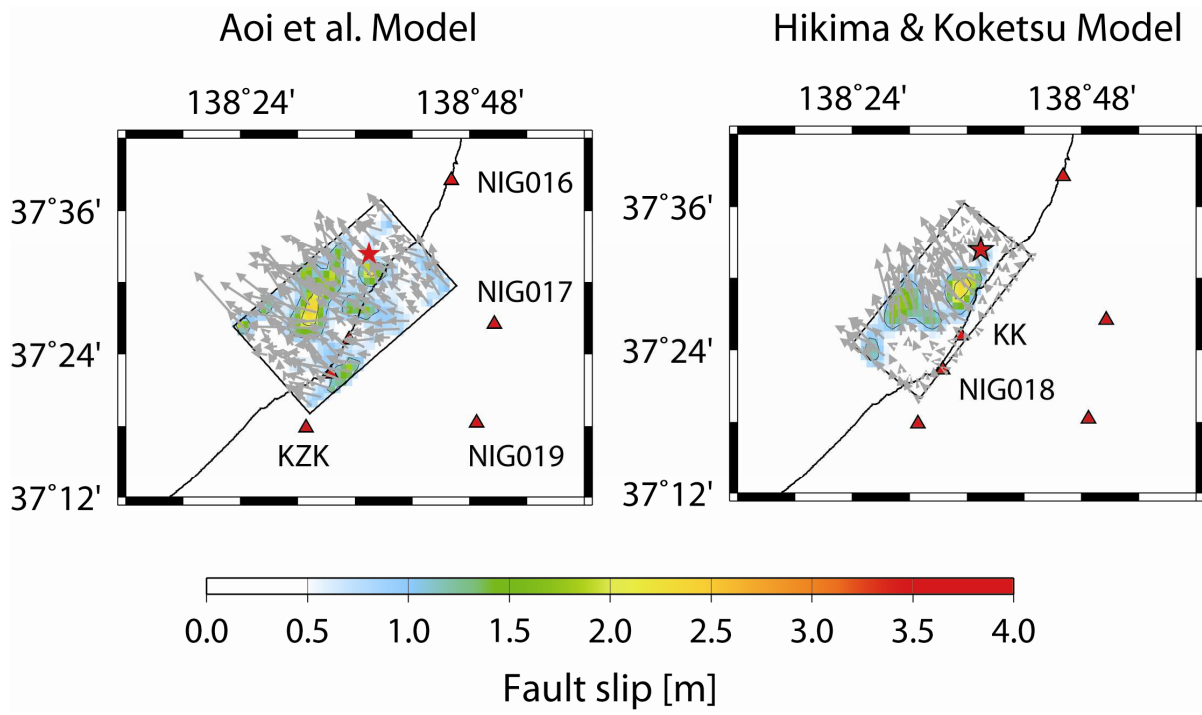 Aoi et al. Model
Hikima & Koketsu Model
138˚24' 138˚48'
138˚24' 138˚48'
NIG016
37˚36'
37˚36'
NIG017
KK
37˚24'
37˚24'
NIG018
KZK
NIG019
37˚12'
37˚12'
0.0 0.5 1.0 1.5 2.0 2.5 3.0 3.5 4.0
Fault slip [m]